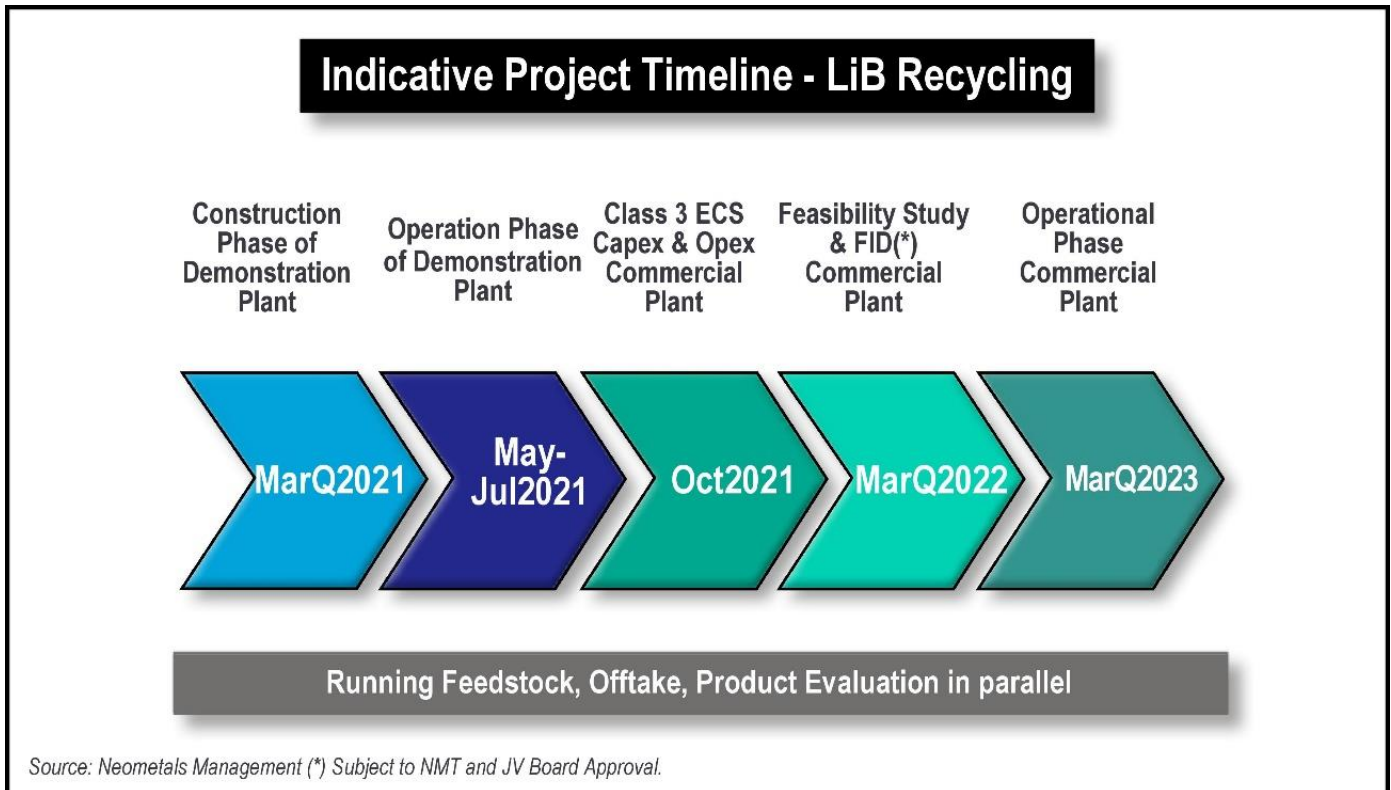 Indicative Project Timeline - LiB Recycling
Construction
Phase of
Demonstration
Plant
Operation Phase
of Demonstration
Plant
Class 3 ECS
Capex & Opex
Commercial
Plant
Feasibility Study
& FID(*)
Commercial
Plant
Operational
Phase
Commercial
Plant
MarQ2021
May-
Jul2021
Oct2021
MarQ2022
MarQ2023
Running Feedstock, Offtake, Product Evaluation in parallel
Source: Neometals Management (*) Subject to NMT and JV Board Approval.